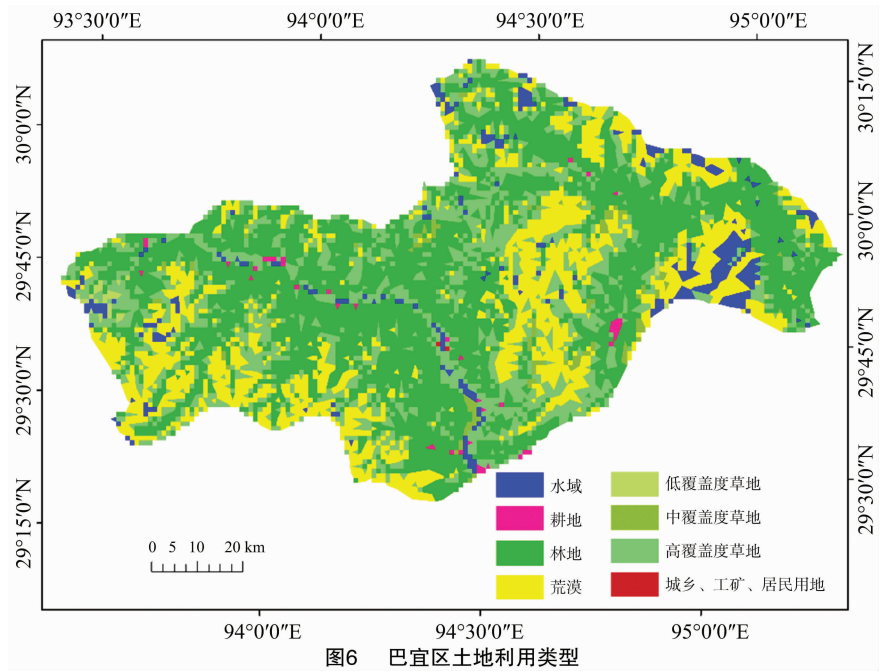 93°30′0″E 94°0′0″E 94°30′0″E 95°0′0″E
30°0′0″N
29°45′0″N
29°30′0″N
29°15′0″N
30°15′0″N
30°0′0″N
29°45′0″N
29°30′0″N
水域 低覆盖度草地
耕地 中覆盖度草地
林地 高覆盖度草地
荒漠 城乡、工矿、居民用地
0 5 10 20 km
94°0′0″E 94°30′0″E 95°0′0″E
图6 巴宜区土地利用类型